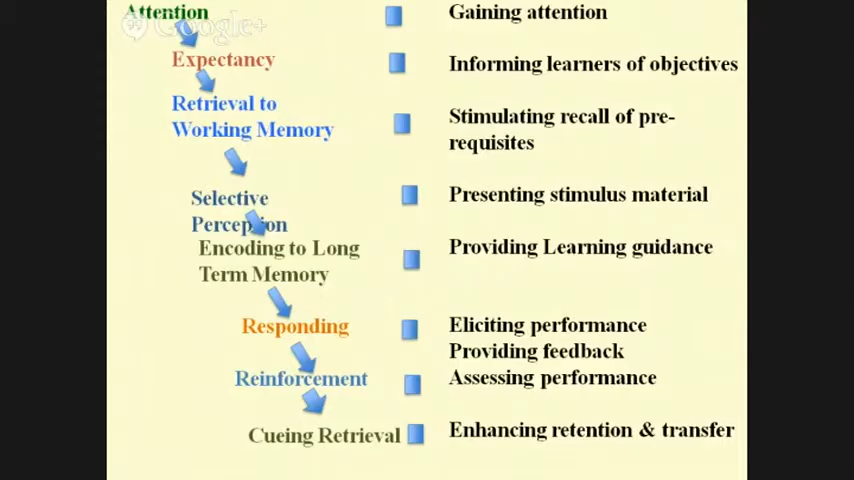 Attention
Gaining attention
Google+
Expectancy
Informing learners of objectives
Retrieval to
Working Memory
Stimulating recall of pre-
requisites
Selective
Perception
Presenting stimulus material
Encoding to Long
Term Memory
Providing Learning guidance
Responding
Eliciting performance
Providing feedback
Reinforcement
Assessing performance
Cueing Retrieval
Enhancing retention & transfer